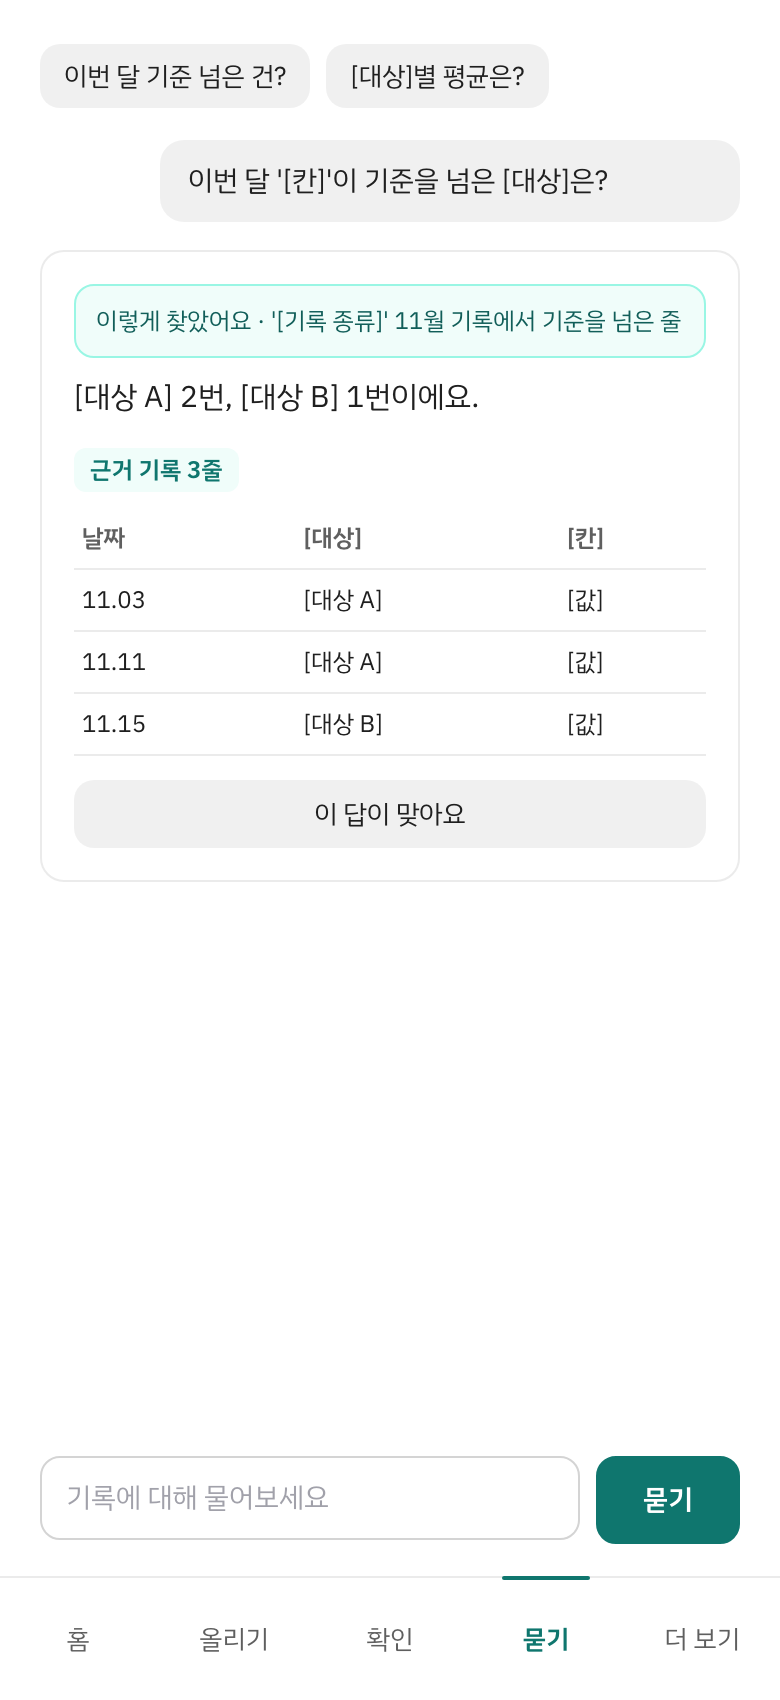 이번 달 기준 넘은 건? [대상]별 평균은?
이번 달 '[칸]'이 기준을 넘은 [대상]은?
이렇게 찾았어요 · '[기록 종류]' 11월 기록에서 기준을 넘은 줄
[대상 A] 2번, [대상 B] 1번이에요.
근거 기록 3줄
날짜 [대상] [칸]
11.03 [대상 A] [값]
11.11 [대상 A] [값]
11.15 [대상 B] [값]
이 답이 맞아요
기록에 대해 물어보세요 묻기
홈 올리기 확인 묻기 더 보기